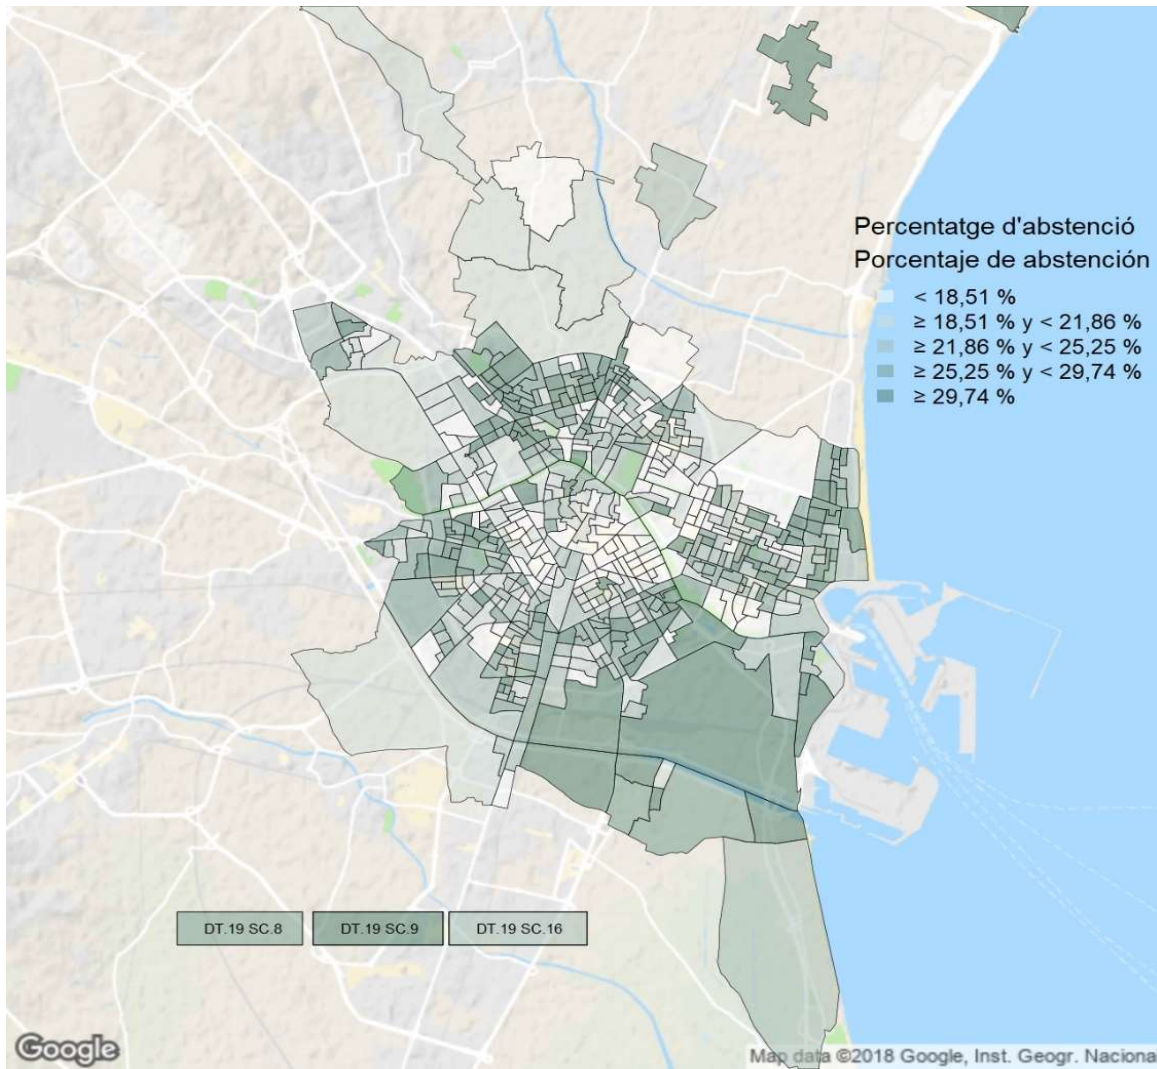 Percentatge d'abstenció
Porcentaje de abstención
< 18,51 %
≥ 18,51 % y < 21,86 %
≥ 21,86 % y < 25,25 %
≥ 25,25 % y < 29,74 %
≥ 29,74 %
DT.19 SC.8
DT.19 SC.9
DT.19 SC.16
Google
Map data ©2018 Google, Inst. Geogr. Naciona